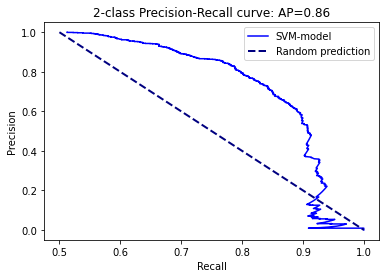 2-class Precision-Recall curve: AP=0.86
SVM-model
Random prediction
Precision
1.0
0.8
0.6
0.4
0.2
0.0
0.5
0.6
0.7
0.8
0.9
1.0
Recall